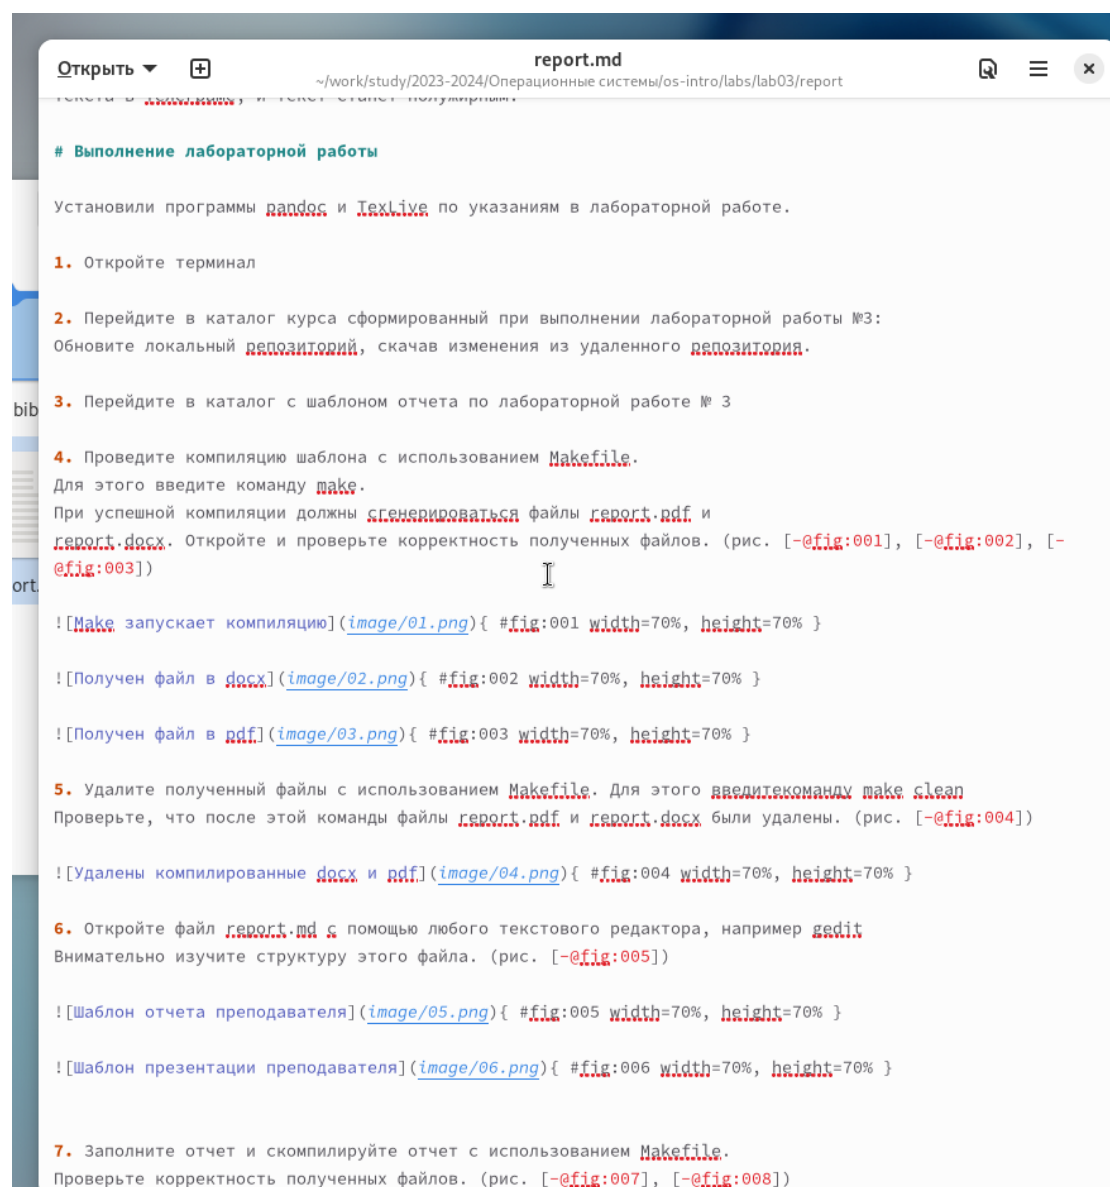 Открыть
report.md
~/work/study/2023-2024/Операционные системы/os-intro/labs/lab03/report
текста в Телеграме, и текст станет полужирным.
# Выполнение лабораторной работы
Установили программы pandoc и TexLive по указаниям в лабораторной работе.
1. Откройте терминал
2. Перейдите в каталог курса сформированный при выполнении лабораторной работы №3:
Обновите локальный репозиторий, скачав изменения из удаленного репозитория.
bib
3. Перейдите в каталог с шаблоном отчета по лабораторной работе № 3
4. Проведите компиляцию шаблона с использованием Makefile.
Для этого введите команду make.
При успешной компиляции должны сгенерироваться файлы report.pdf и
report.docx. Откройте и проверьте корректность полученных файлов. (рис. [-@fig:001], [-@fig:002], [-
@fig:003])
ort.
![Make запускает компиляцию](image/01.png){ #fig:001 width=70%, height=70% }
![Получен файл в docx](image/02.png){ #fig:002 width=70%, height=70% }
![Получен файл в pdf](image/03.png){ #fig:003 width=70%, height=70% }
5. Удалите полученный файлы с использованием Makefile. Для этого введитекоманду make clean
Проверьте, что после этой команды файлы report.pdf и report.docx были удалены. (рис. [-@fig:004])
![Удалены компилированные docx и pdf](image/04.png){ #fig:004 width=70%, height=70% }
6. Откройте файл report.md с помощью любого текстового редактора, например gedit
Внимательно изучите структуру этого файла. (рис. [-@fig:005])
![Шаблон отчета преподавателя](image/05.png){ #fig:005 width=70%, height=70% }
![Шаблон презентации преподавателя](image/06.png){ #fig:006 width=70%, height=70% }
7. Заполните отчет и скомпилируйте отчет с использованием Makefile.
Проверьте корректность полученных файлов. (рис. [-@fig:007], [-@fig:008])